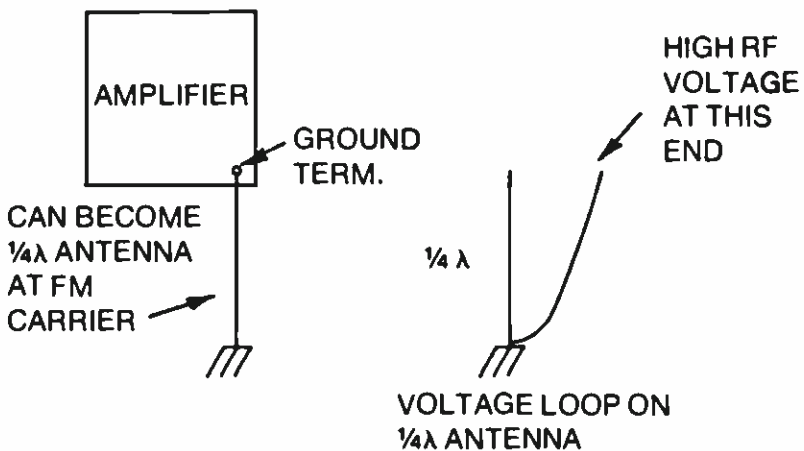 AMPLIFIER
GROUND
TERM.
CAN BECOME
¼λ ANTENNA
AT FM
CARRIER
HIGH RF
VOLTAGE
AT THIS
END
¼ λ
VOLTAGE LOOP ON
¼λ ANTENNA